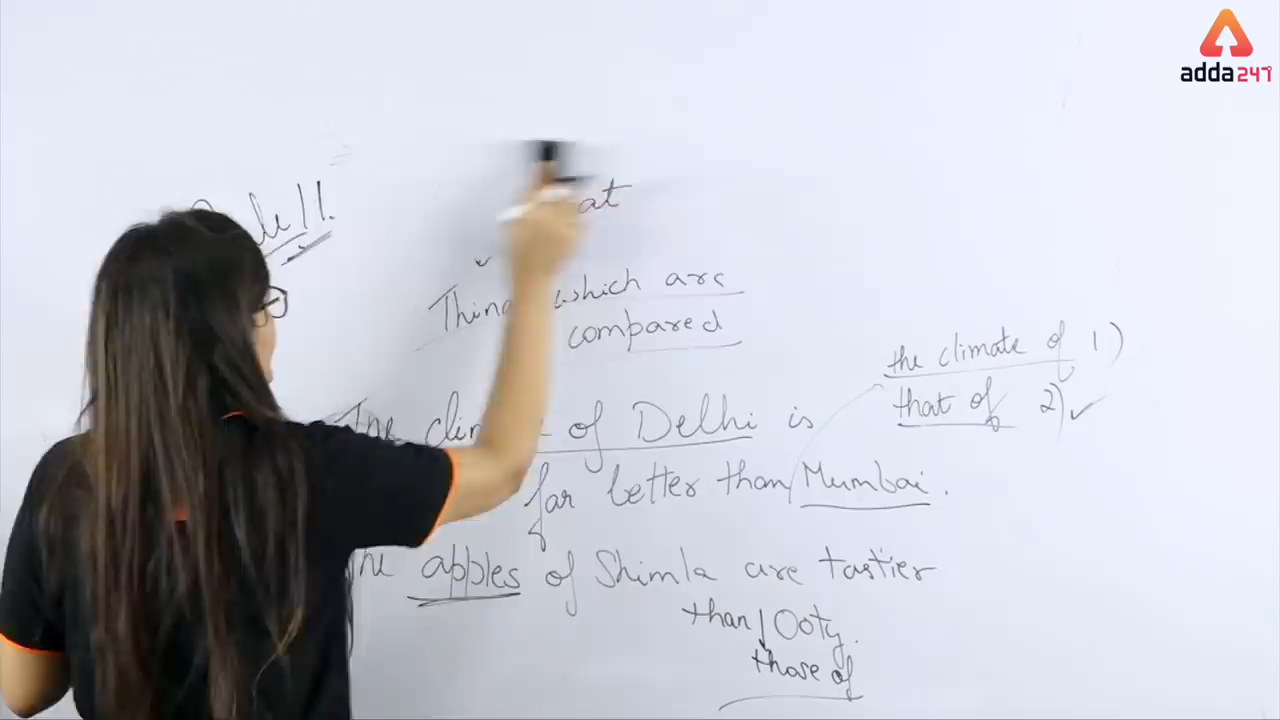 adda247
11.
at
which are
compared
the climate of 1)
that of 2) ✓
of Delhi is
far better than Mumbai.
apples of Shimla are tastier
than Ooty.
those of